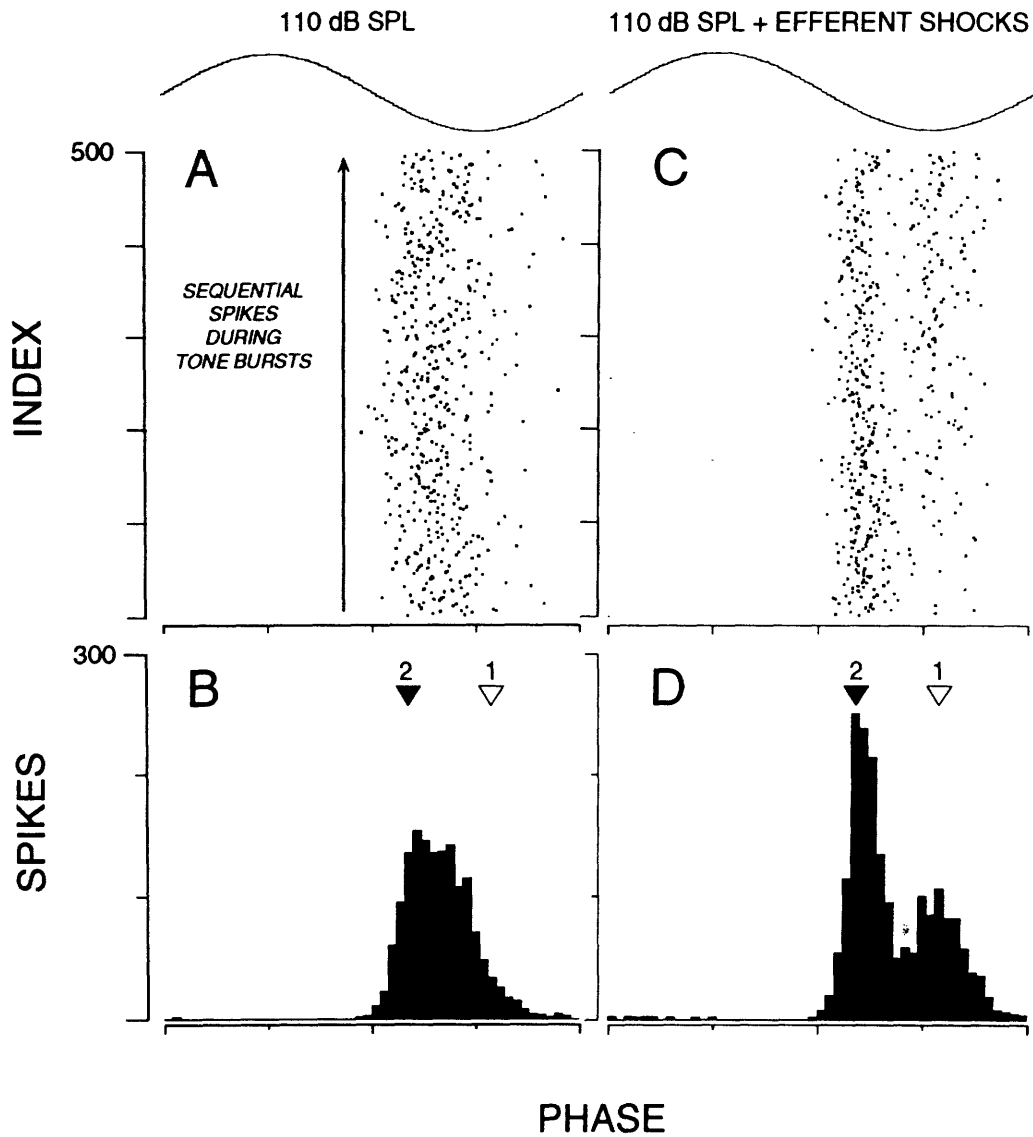 110 dB SPL
110 dB SPL + EFFERENT SHOCKS
500
A
C
SEQUENTIAL
SPIKES
DURING
TONE BURSTS
INDEX
300
B
2
1
D
2
1
SPIKES
PHASE